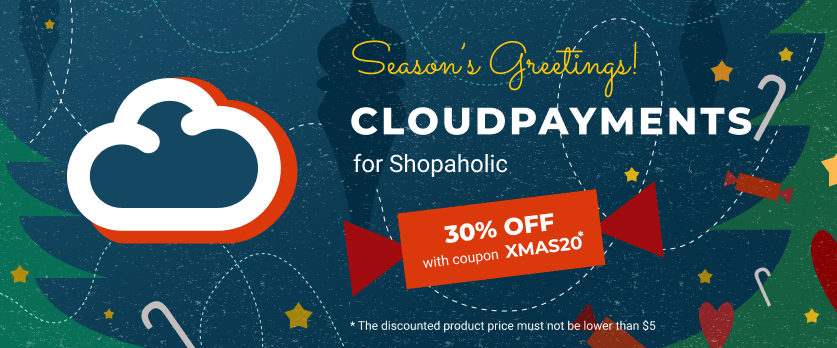 Season's Greetings!
CLOUDPAYMENTS
for Shopaholic
30% OFF
with coupon XMAS20*
* The discounted product price must not be lower than $5